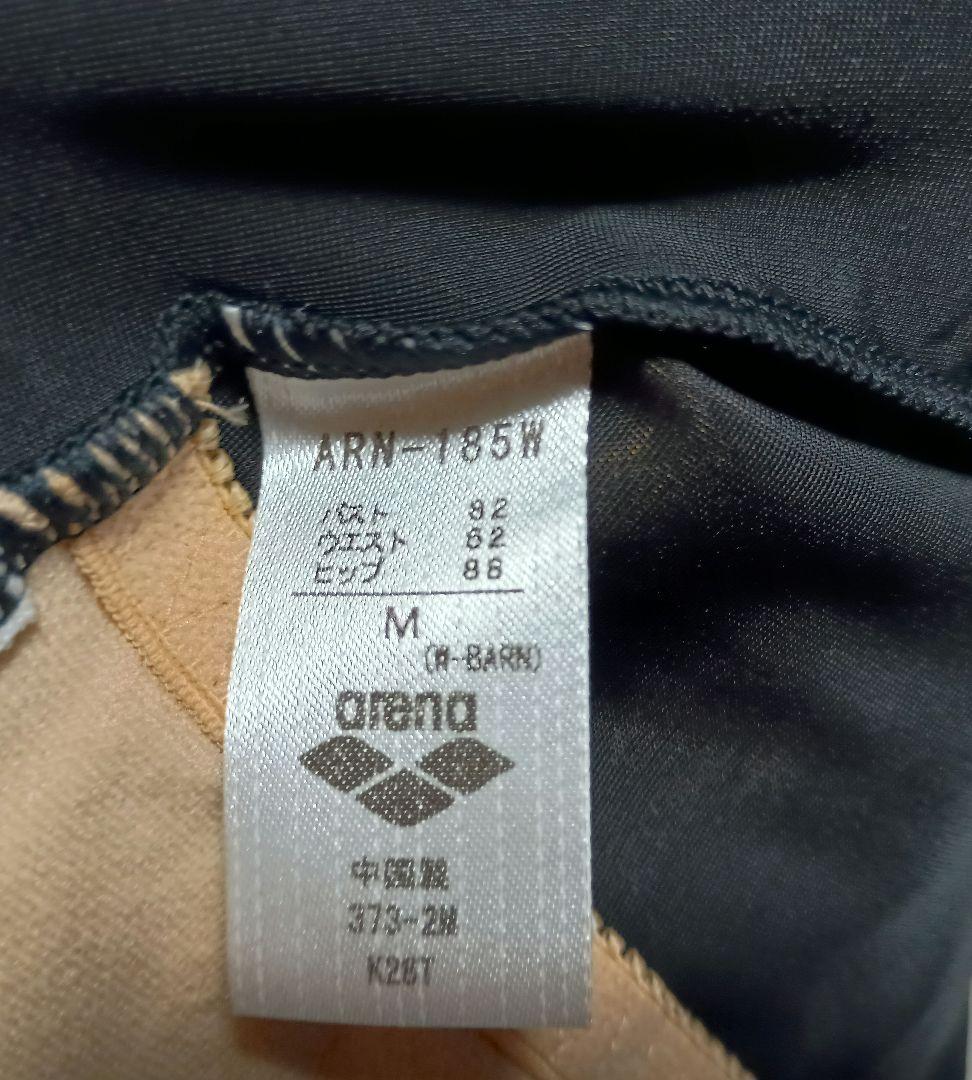 ARN-185W
バスト 82
ウエスト 62
ヒップ 88
M
(W-BARN)
arena
中国製
373-2M
K26T